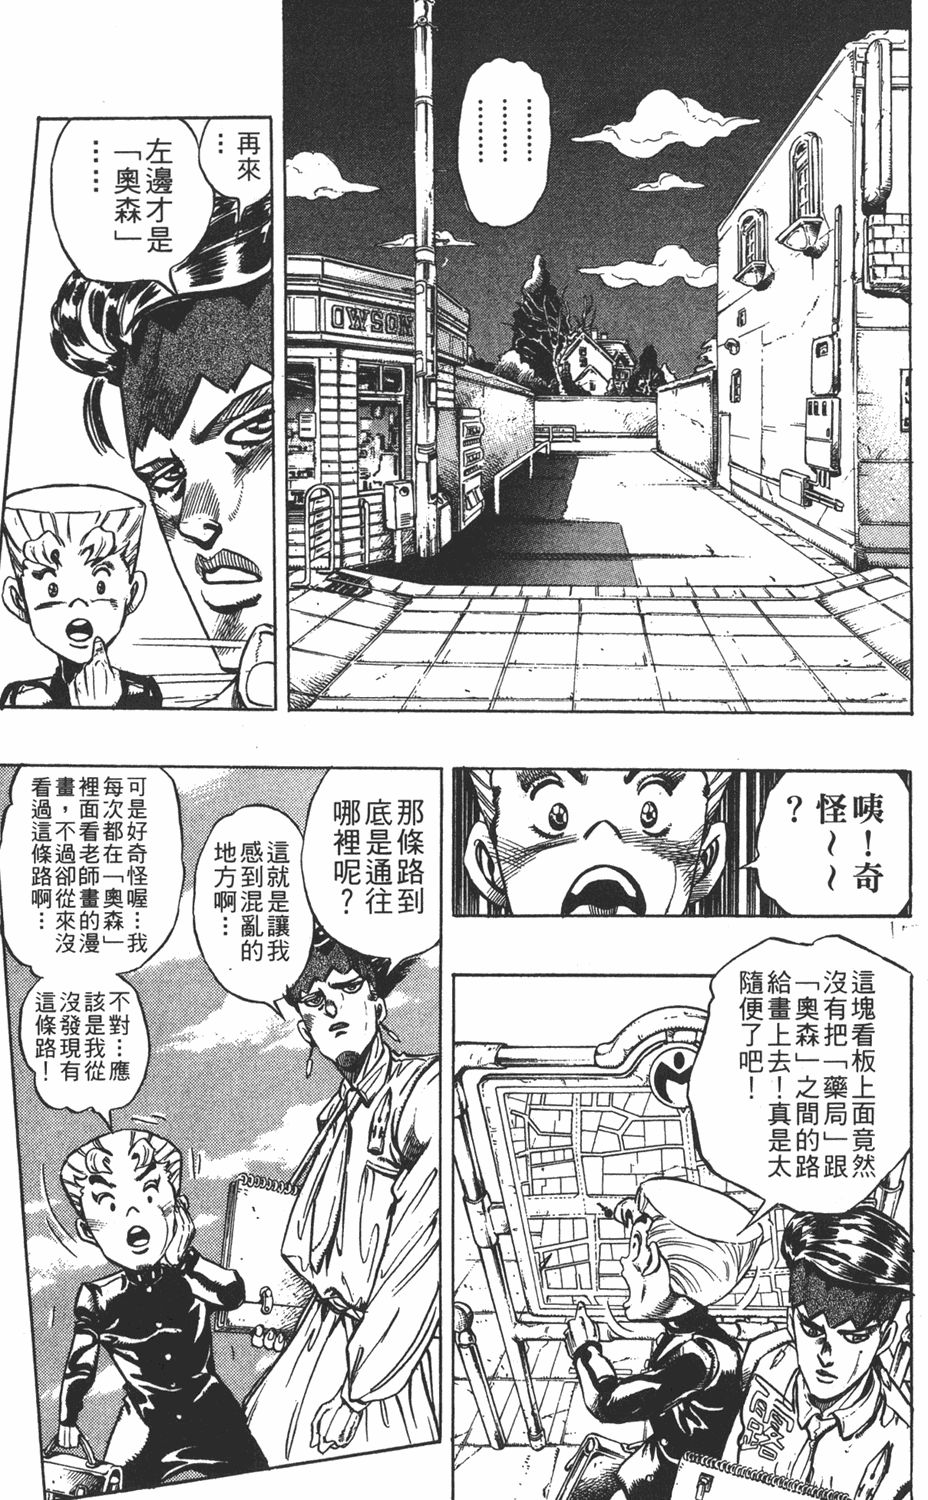 …………
…………
…………
OWSON
再來
…
左邊才是
「奧森」
……
咦！奇
怪～～
？
這塊看板上面竟然
沒有把「藥局」跟
「奧森」之間的路
給畫上去！真是太
隨便了吧！
露
那條路到
底是通往
哪裡呢？
這就是讓我
感到混亂的
地方啊…
可是好奇怪喔…我
每次都在「奧森」
裡面看老師畫的漫
畫，不過卻從來沒
看過這條路啊…
不對…應
該是我從
沒發現有
這條路！